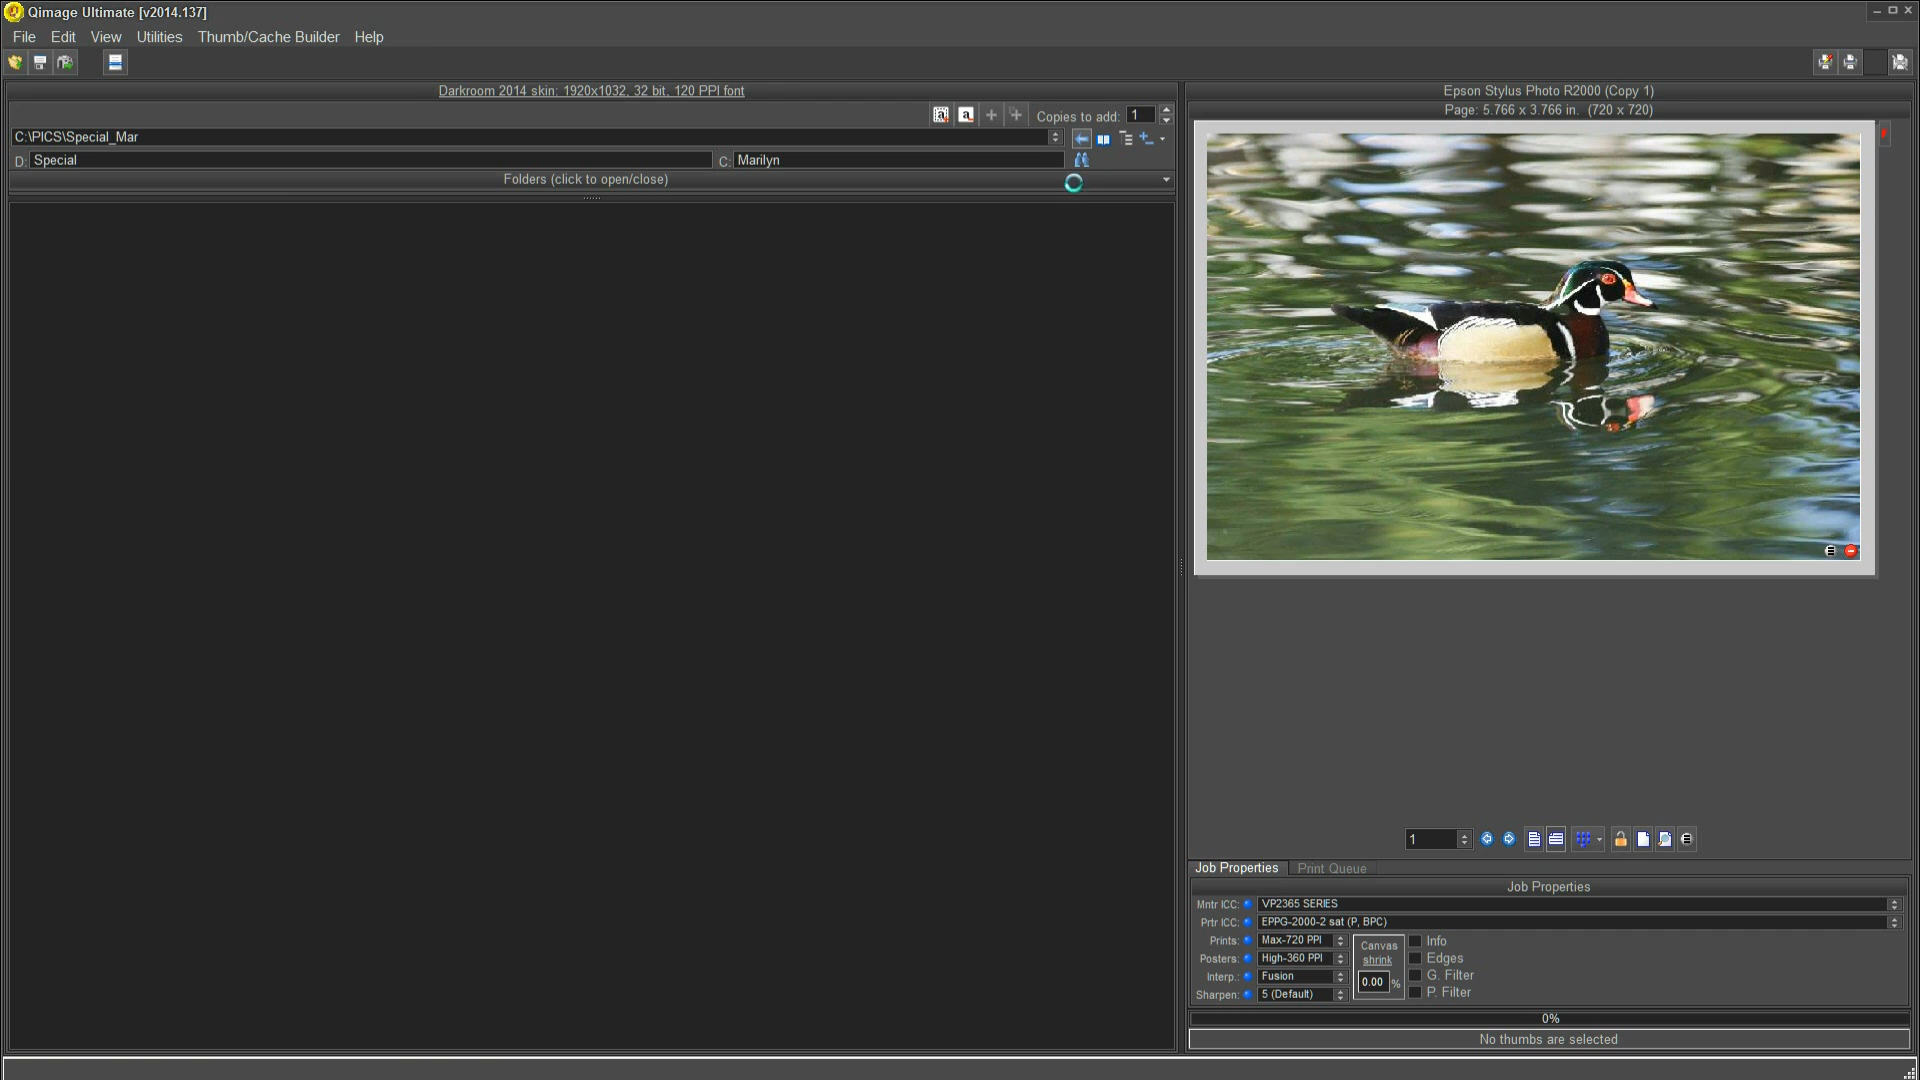 Qimage Ultimate [v2014.137]
File Edit View Utilities Thumb/Cache Builder Help
Darkroom 2014 skin: 1920x1032, 32 bit, 120 PPI font
Copies to add: 1
C:\PICS\Special_Mar
D: Special C: Marilyn
Folders (click to open/close)
Epson Stylus Photo R2000 (Copy 1)
Page: 5.766 x 3.766 in. (720 x 720)
1
Job Properties Print Queue
Job Properties
Mntr ICC: VP2365 SERIES
Prtr ICC: EPPG-2000-2 sat (P, BPC)
Prints: Max-720 PPI
Posters: High-360 PPI
Interp.: Fusion
Sharpen: 5 (Default)
Canvas
shrink
0.00 %
Info
Edges
G. Filter
P. Filter
0%
No thumbs are selected